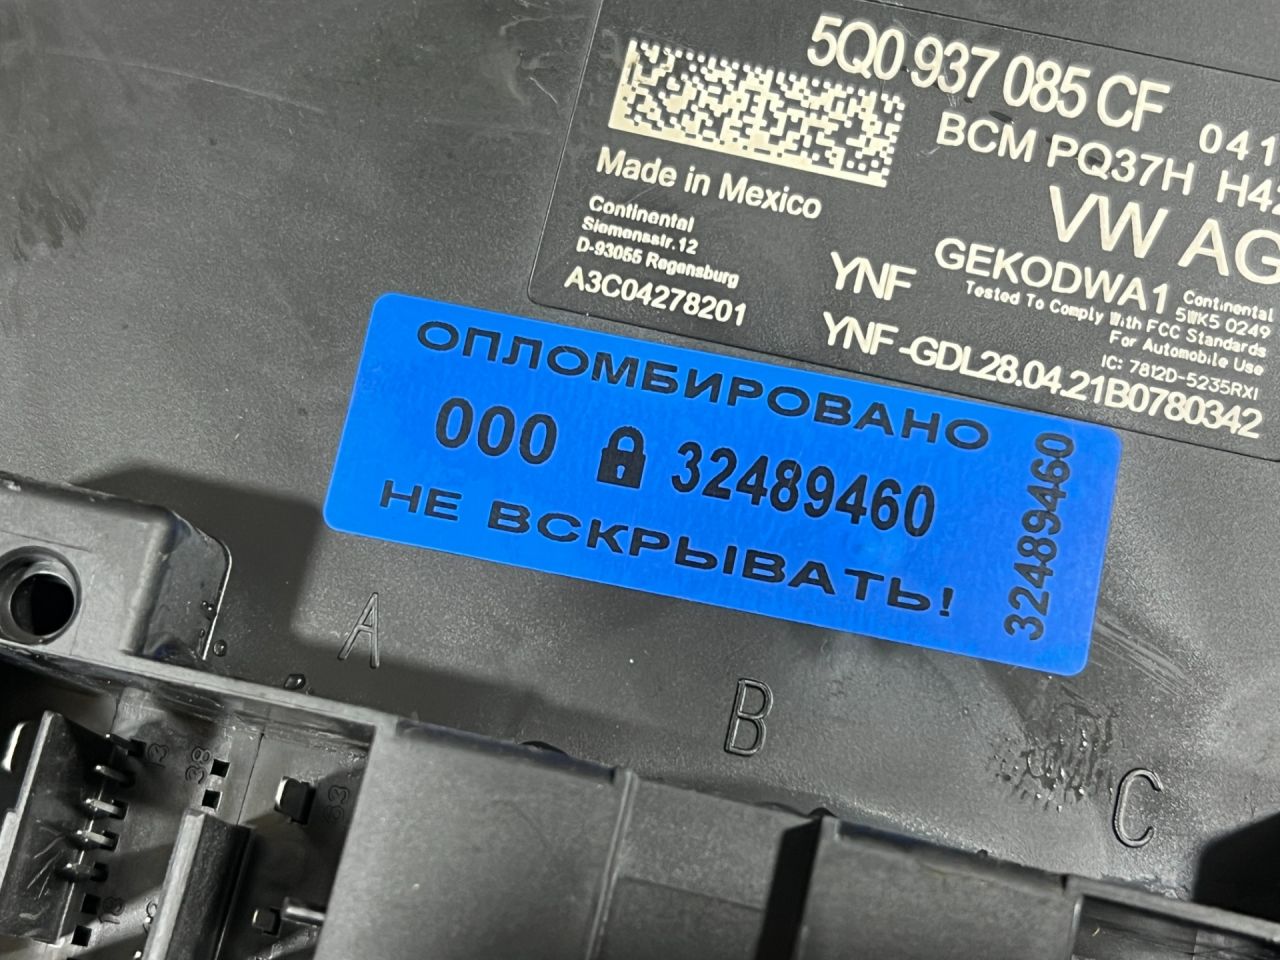 5Q0 937 085 CF
BCM PQ37H
Made in Mexico
VW AG
Continental
Siemensstr.12
D-93055 Regensburg
A3C04278201
YNF
GEKODWA1
Tested To Comply With FCC Standards
For Automobile Use
Continental
5WK5 0249
IC: 7812D-5235RXI
YNF-GDL28.04.21B0780342
ОПЛОМБИРОВАНО
000 32489460
НЕ ВСКРЫВАТЬ!
32489460
A
B
C
3
38
63